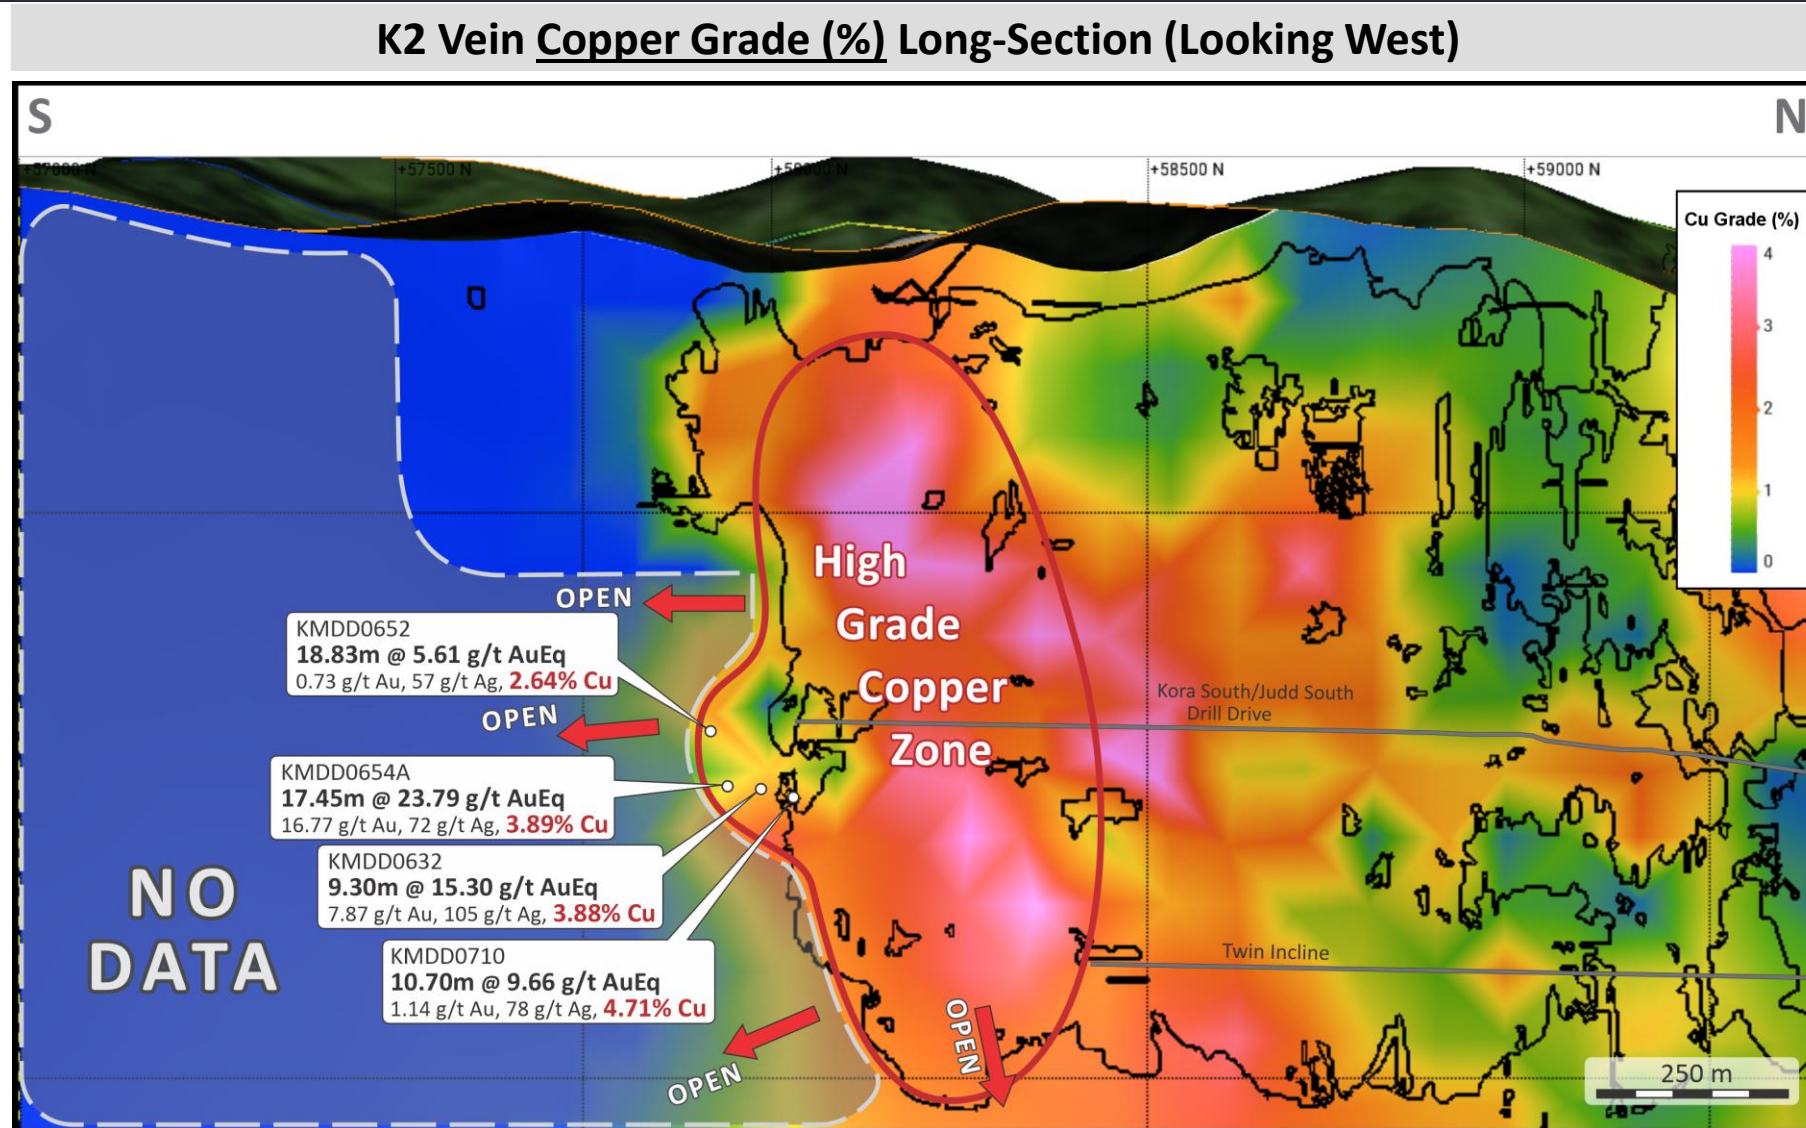 K2 Vein Copper Grade (%) Long-Section (Looking West)
S
N
+57000 N
+57500 N
+58000 N
+58500 N
+59000 N
Cu Grade (%)
4
3
2
1
0
High
Grade
Copper
Zone
OPEN
KMDD0652
18.83m @ 5.61 g/t AuEq
0.73 g/t Au, 57 g/t Ag, 2.64% Cu
OPEN
Kora South/Judd South
Drill Drive
KMDD0654A
17.45m @ 23.79 g/t AuEq
16.77 g/t Au, 72 g/t Ag, 3.89% Cu
KMDD0632
9.30m @ 15.30 g/t AuEq
7.87 g/t Au, 105 g/t Ag, 3.88% Cu
NO
DATA
KMDD0710
10.70m @ 9.66 g/t AuEq
1.14 g/t Au, 78 g/t Ag, 4.71% Cu
Twin Incline
OPEN
OPEN
250 m